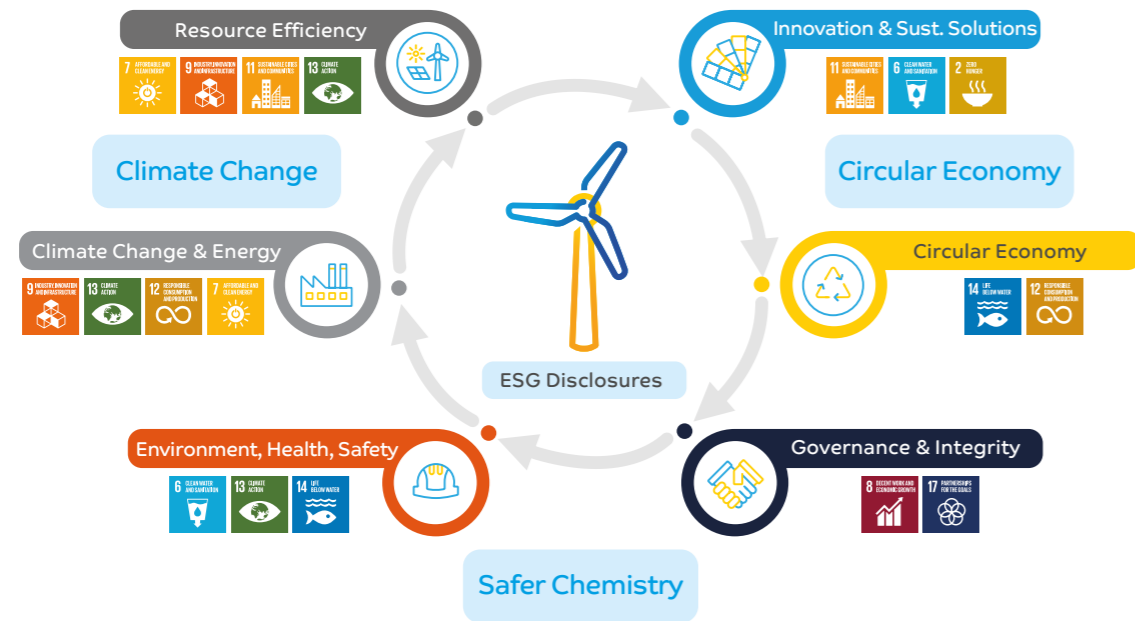 Resource Efficiency
7 AFFORDABLE AND
CLEAN ENERGY
9 INDUSTRY, INNOVATION
AND INFRASTRUCTURE
11 SUSTAINABLE CITIES
AND COMMUNITIES
13 CLIMATE
ACTION
Innovation & Sust. Solutions
11 SUSTAINABLE CITIES
AND COMMUNITIES
6 CLEAN WATER
AND SANITATION
2 ZERO
HUNGER
Climate Change
Circular Economy
Climate Change & Energy
9 INDUSTRY, INNOVATION
AND INFRASTRUCTURE
13 CLIMATE
ACTION
12 RESPONSIBLE
CONSUMPTION
AND PRODUCTION
7 AFFORDABLE AND
CLEAN ENERGY
Circular Economy
14 LIFE
BELOW WATER
12 RESPONSIBLE
CONSUMPTION
AND PRODUCTION
ESG Disclosures
Environment, Health, Safety
6 CLEAN WATER
AND SANITATION
13 CLIMATE
ACTION
14 LIFE
BELOW WATER
Governance & Integrity
8 DECENT WORK AND
ECONOMIC GROWTH
17 PARTNERSHIPS
FOR THE GOALS
Safer Chemistry